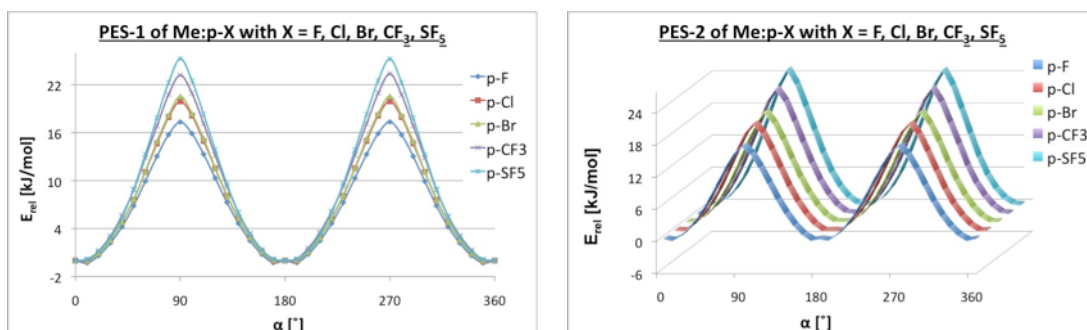 PES-1 of Me:p-X with X = F, Cl, Br, CF3, SF5
E rel [kJ/mol]
22
16
10
4
-2
0
90
180
270
360
α [°]
p-F
p-Cl
p-Br
p-CF3
p-SF5
PES-2 of Me:p-X with X = F, Cl, Br, CF3, SF5
E rel [kJ/mol]
24
18
12
6
0
-6
0
90
180
270
360
α [°]
p-F
p-Cl
p-Br
p-CF3
p-SF5